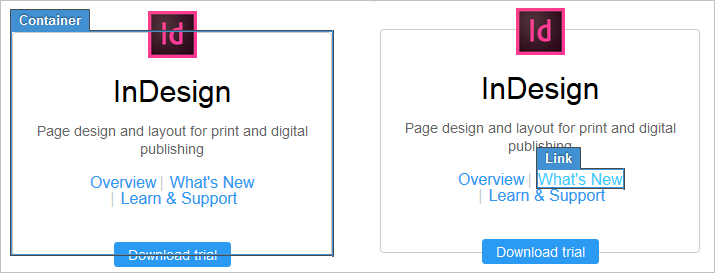 Container
Id
InDesign
Page design and layout for print and digital
publishing
Overview | What's New
| Learn & Support
Download trial
Id
InDesign
Page design and layout for print and digital
publishing
Link
Overview | What's New
| Learn & Support
Download trial